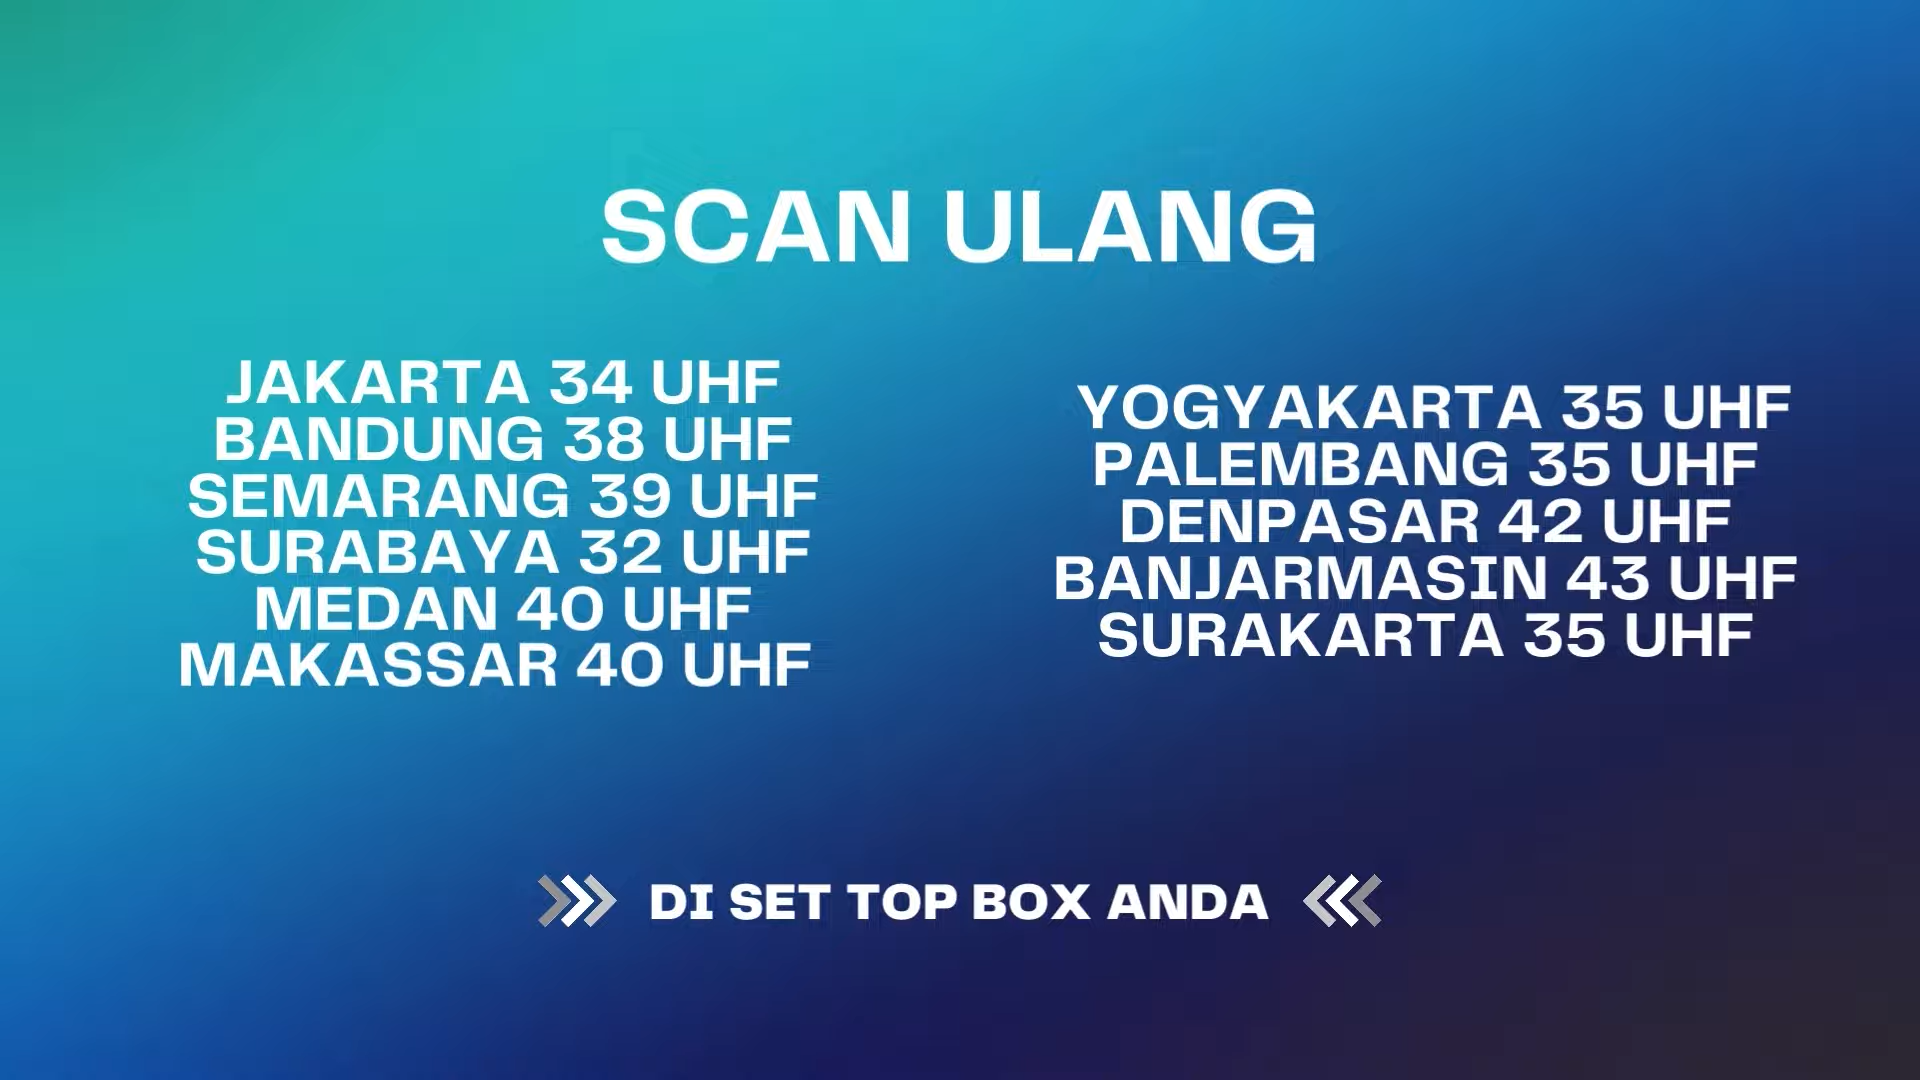 SCAN ULANG
JAKARTA 34 UHF
BANDUNG 38 UHF
SEMARANG 39 UHF
SURABAYA 32 UHF
MEDAN 40 UHF
MAKASSAR 40 UHF
YOGYAKARTA 35 UHF
PALEMBANG 35 UHF
DENPASAR 42 UHF
BANJARMASIN 43 UHF
SURAKARTA 35 UHF
DI SET TOP BOX ANDA